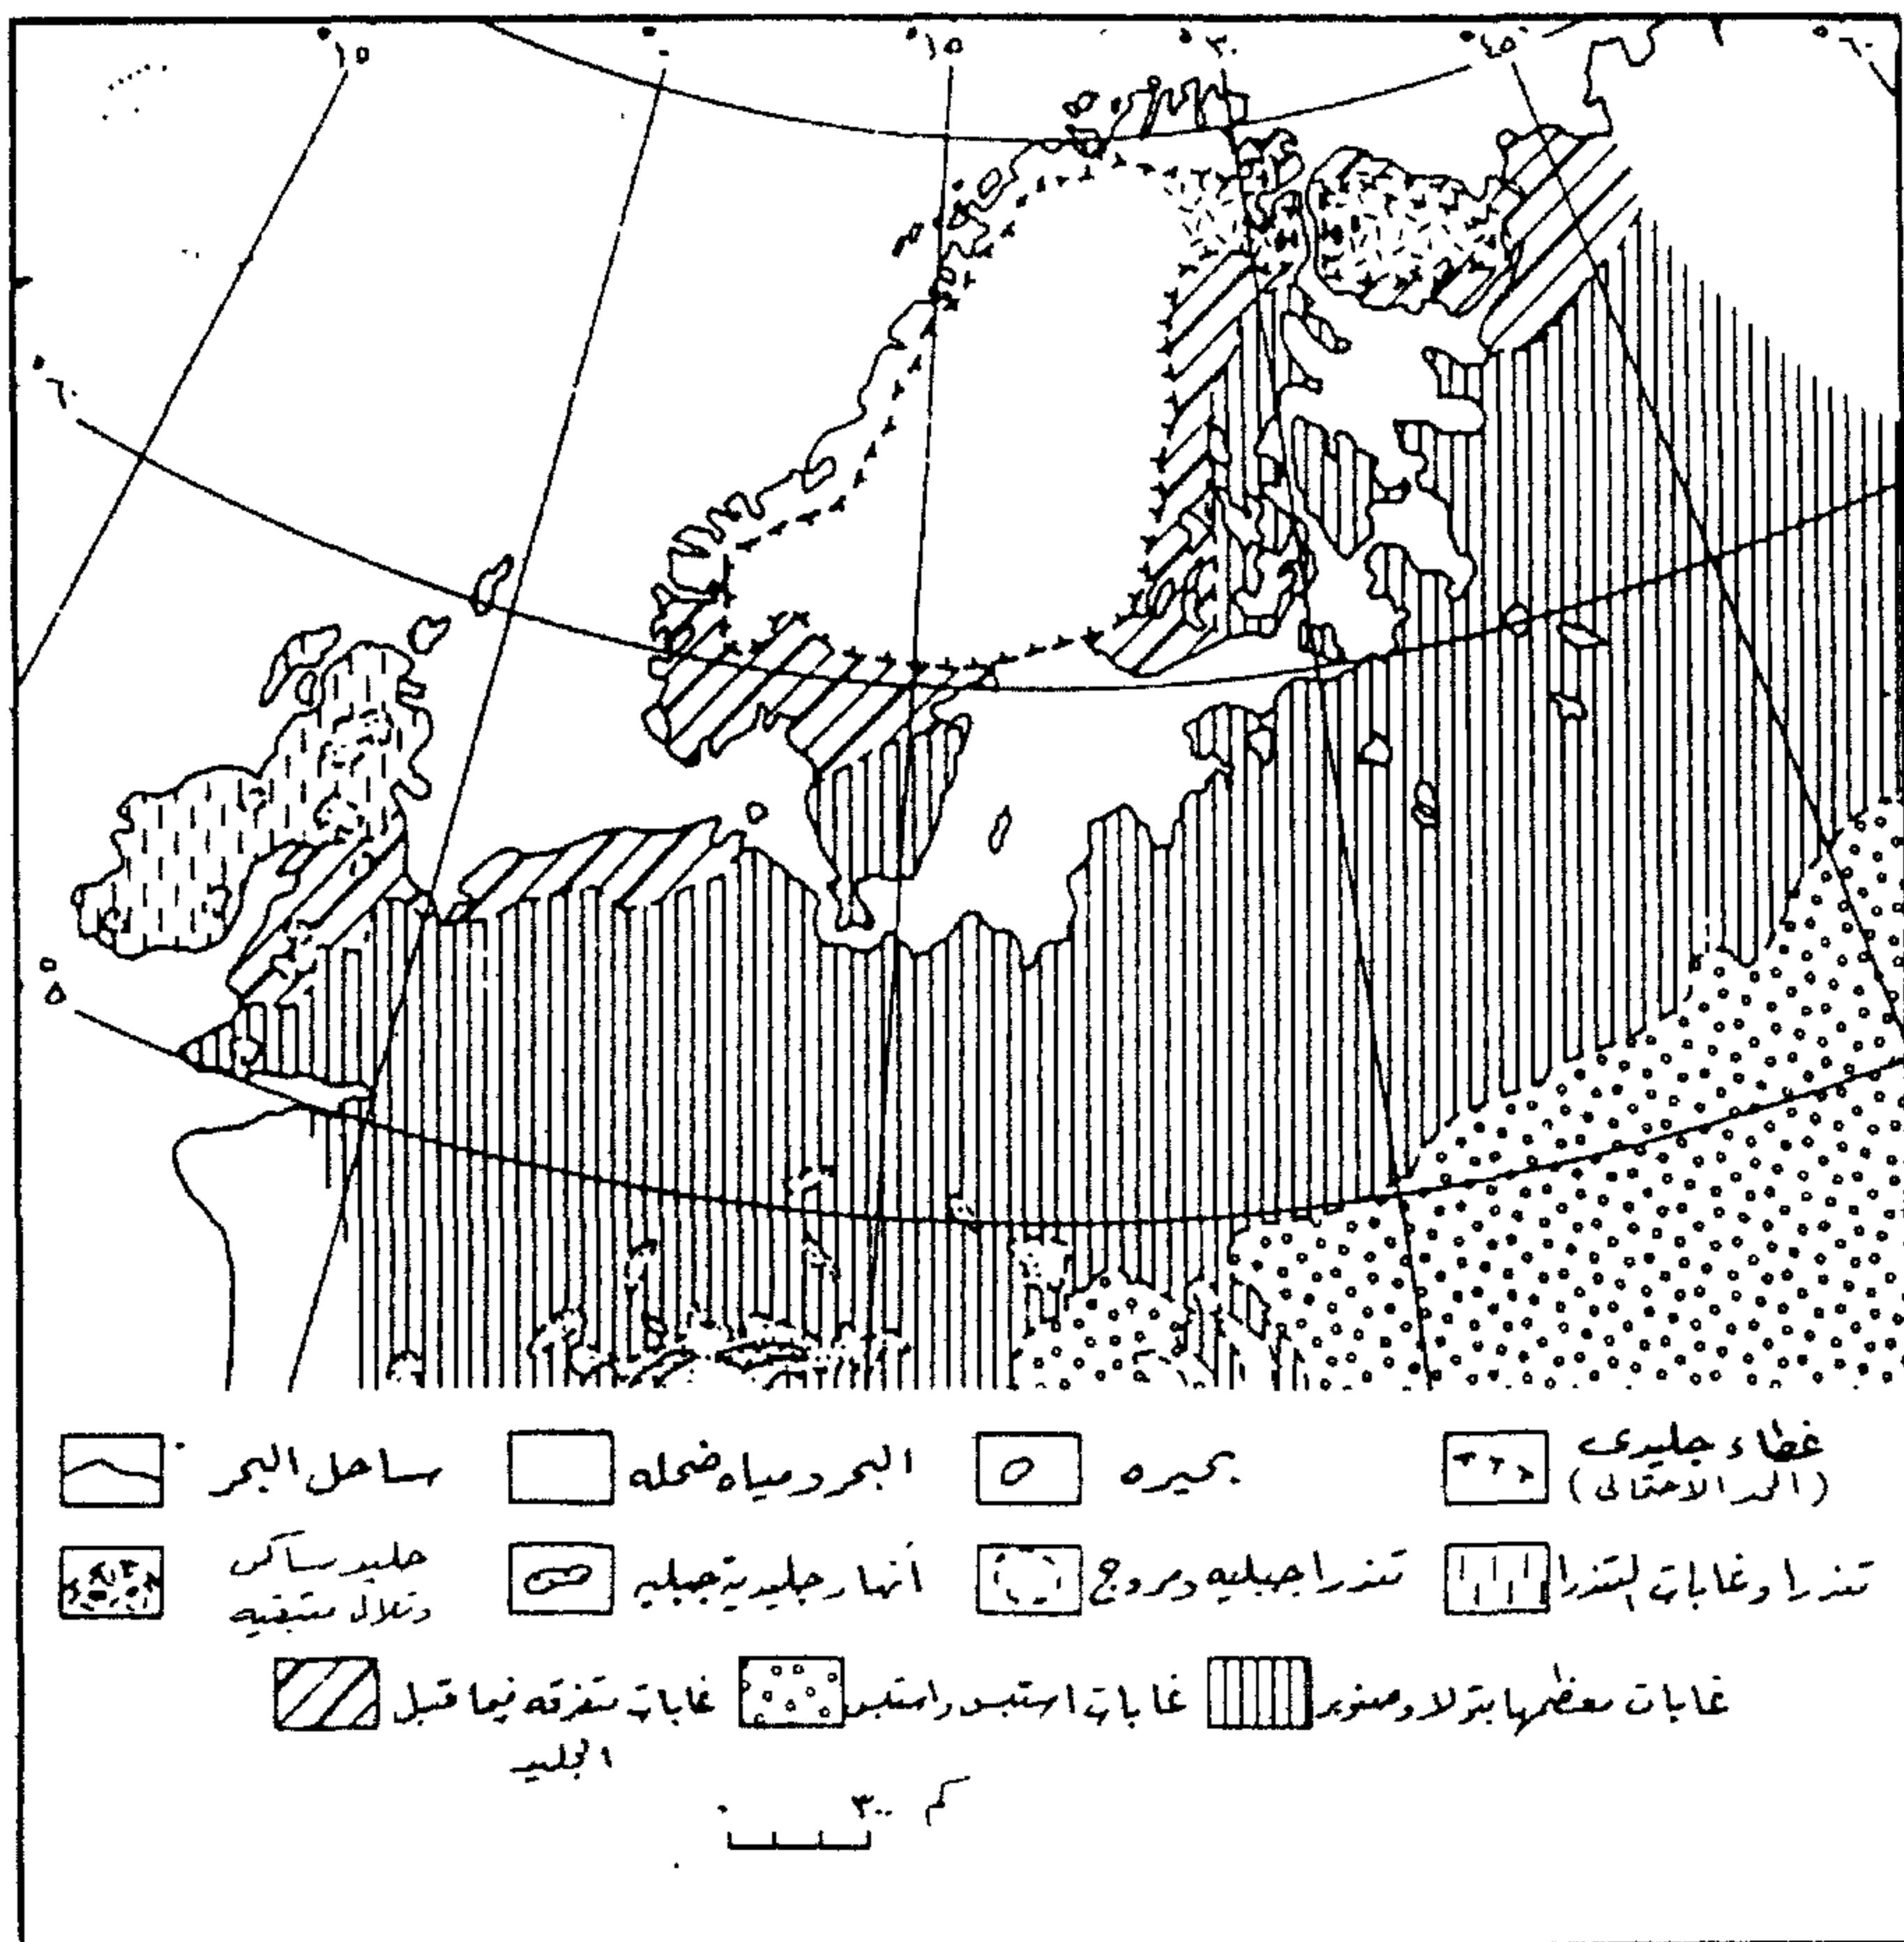 °١٥ °٠ °١٥ °٣٠ °٤٥ °٦٠
°٦٠
°٥٠
غطاء جليدى
(الحد الاحتمالى)
بحيره
البحر ومياه ضحله
ساحل البحر
تندرا وغابات التندرا
تندرا جبليه ومروج
أنهار جليدية جبليه
جليد ساكن
وتلال متبقيه
غابات معظمها بتولا وصنوبر
غابات استبس واستبس
غابات متفرقه فيما قبل
الجليد
٠ ٣٠٠ كم